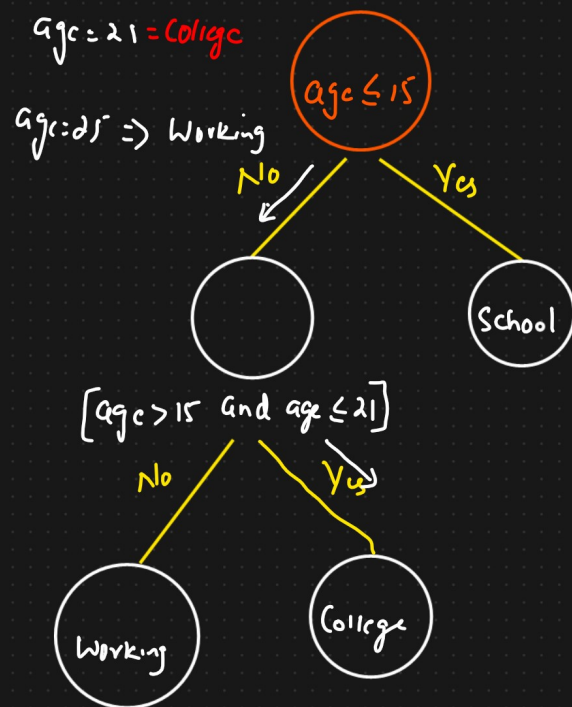 age = 21 = College
age ≤ 15
age = 25 => Working
No
Yes
School
[age > 15 and age ≤ 21]
No
Yes
College
Working